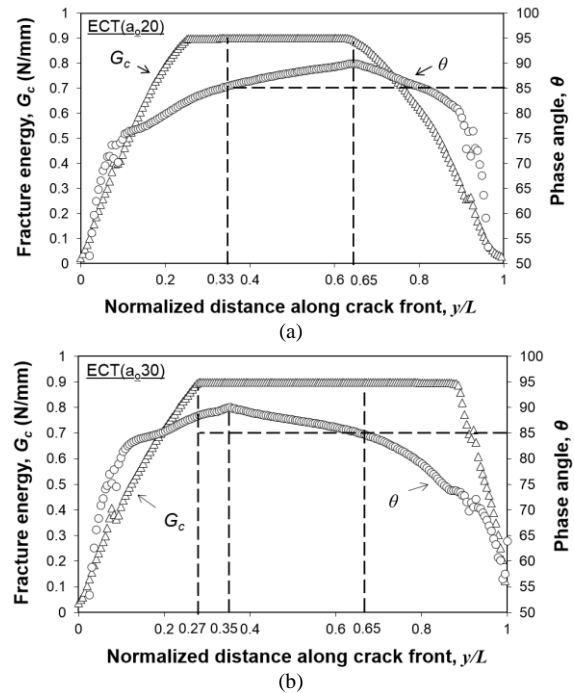 ECT(aₒ20)
Fracture energy, Gc (N/mm)
1
0.9
0.8
0.7
0.6
0.5
0.4
0.3
0.2
0.1
0
Gc
θ
100
95
90
85
80
75
70
65
60
55
50
Phase angle, θ
0 0.2 0.33 0.4 0.6 0.65 0.8 1
Normalized distance along crack front, y/L
(a)
ECT(aₒ30)
Fracture energy, Gc (N/mm)
1
0.9
0.8
0.7
0.6
0.5
0.4
0.3
0.2
0.1
0
Gc
θ
100
95
90
85
80
75
70
65
60
55
50
Phase angle, θ
0 0.2 0.27 0.35 0.4 0.6 0.65 0.8 1
Normalized distance along crack front, y/L
(b)